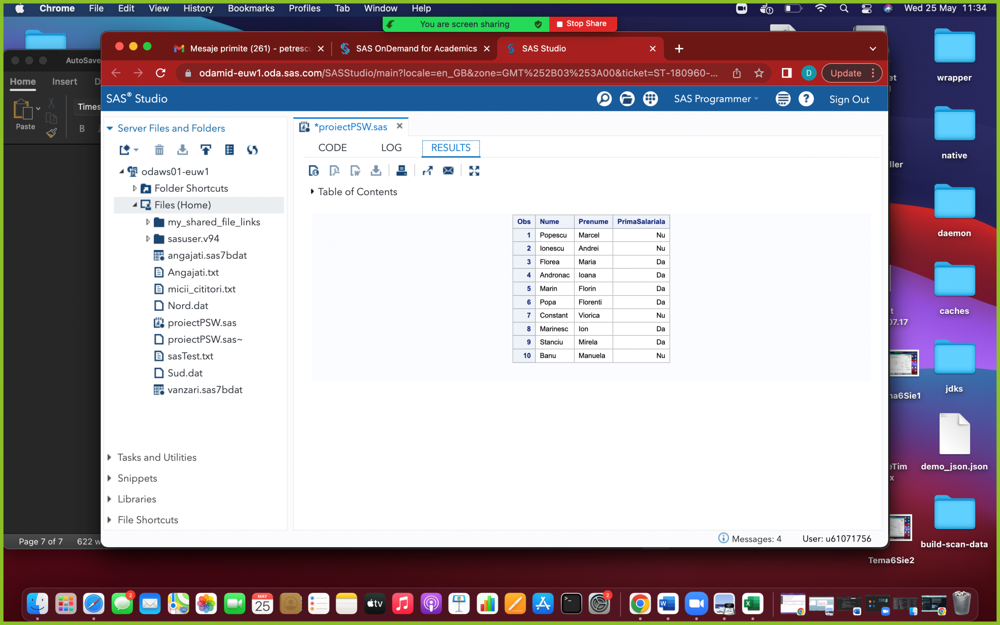 Chrome File Edit View History Bookmarks Profiles Tab Window Help
Wed 25 May 11:34
You are screen sharing
Stop Share
AutoSave
Home Insert
Paste
Times
B
Page 7 of 7 622 w
Mesaje primite (261) - petrescu
SAS OnDemand for Academics
SAS Studio
odamid-euw1.oda.sas.com/SASStudio/main?locale=en_GB&zone=GMT%252B03%253A00&ticket=ST-180960-...
D
Update
SAS® Studio
SAS Programmer
Sign Out
Server Files and Folders
odaws01-euw1
Folder Shortcuts
Files (Home)
my_shared_file_links
sasuser.v94
angajati.sas7bdat
Angajati.txt
micii_cititori.txt
Nord.dat
proiectPSW.sas
proiectPSW.sas~
sasTest.txt
Sud.dat
vanzari.sas7bdat
Tasks and Utilities
Snippets
Libraries
File Shortcuts
*proiectPSW.sas
CODE LOG RESULTS
Table of Contents
Obs Nume Prenume PrimaSalariala
1 Popescu Marcel Nu
2 Ionescu Andrei Nu
3 Florea Maria Da
4 Andronac Ioana Da
5 Marin Florin Da
6 Popa Florenti Da
7 Constant Viorica Nu
8 Marinesc Ion Da
9 Stanciu Mirela Da
10 Banu Manuela Nu
Messages: 4
User: u61071756
wrapper
native
daemon
caches
07.17
jdks
na6Sie1
eTim
x
demo_json.json
build-scan-data
Tema6Sie2
2
MAY
25
tv
2